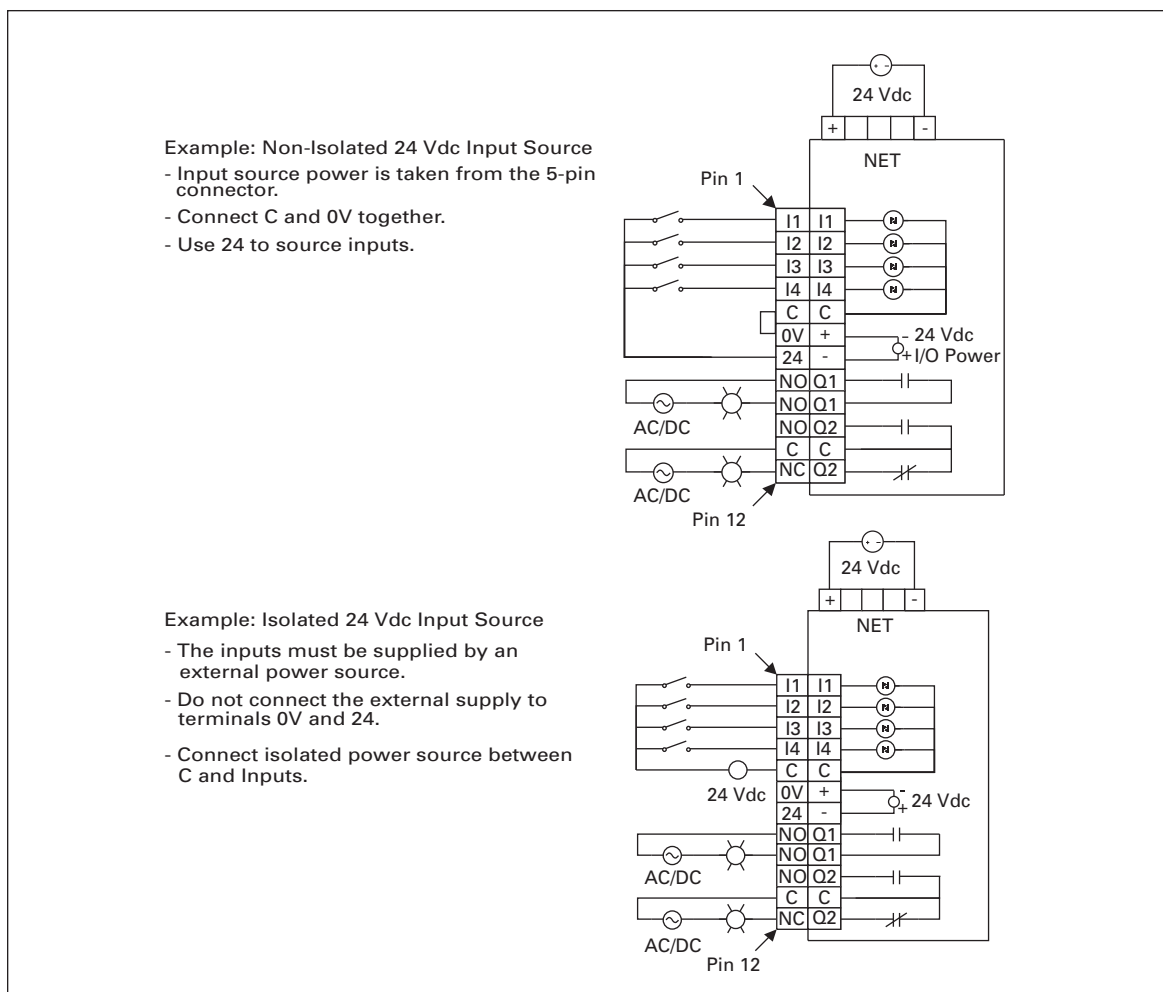 24 Vdc
+ -
NET
Example: Non-Isolated 24 Vdc Input Source
- Input source power is taken from the 5-pin
connector.
- Connect C and 0V together.
- Use 24 to source inputs.
Pin 1
I1 I1
I2 I2
I3 I3
I4 I4
C C
0V + - 24 Vdc
24 - + I/O Power
NO Q1
NO Q1
AC/DC NO Q2
C C
NC Q2
AC/DC
Pin 12
24 Vdc
+ -
NET
Example: Isolated 24 Vdc Input Source
- The inputs must be supplied by an
external power source.
- Do not connect the external supply to
terminals 0V and 24.
- Connect isolated power source between
C and Inputs.
Pin 1
I1 I1
I2 I2
I3 I3
I4 I4
C C
24 Vdc 0V + -
24 - + 24 Vdc
NO Q1
NO Q1
AC/DC NO Q2
C C
NC Q2
AC/DC
Pin 12